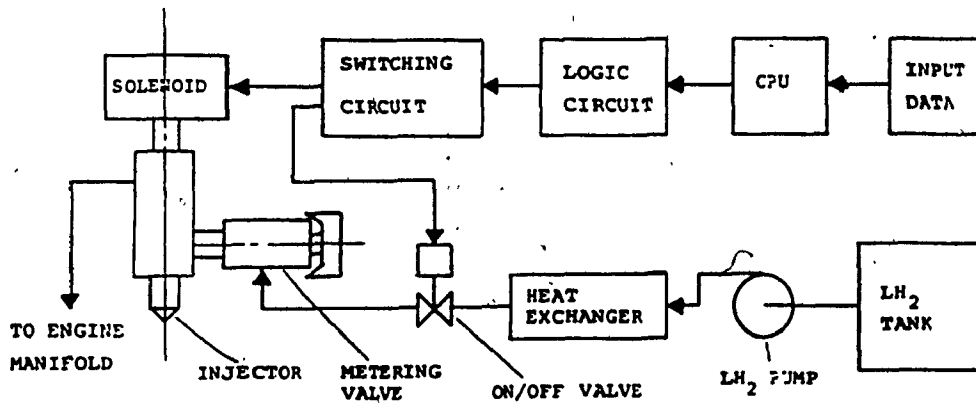 SOLENOID
SWITCHING
CIRCUIT
LOGIC
CIRCUIT
CPU
INPUT
DATA
TO ENGINE
MANIFOLD
INJECTOR
METERING
VALVE
ON/OFF VALVE
HEAT
EXCHANGER
LH₂ PUMP
LH₂
TANK